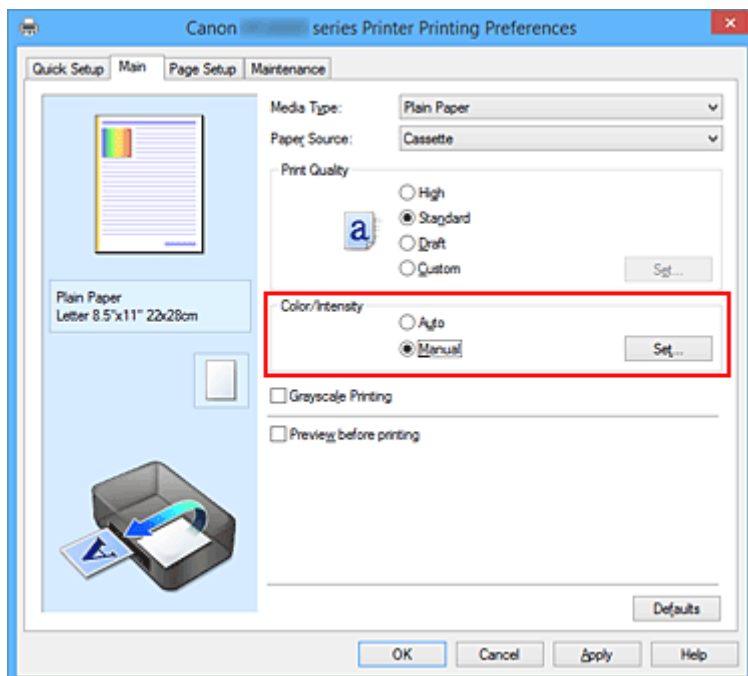 Canon series Printer Printing Preferences
Quick Setup Main Page Setup Maintenance
Media Type: Plain Paper
Paper Source: Cassette
Print Quality
High
a Standard
Draft
Custom Set...
Plain Paper
Letter 8.5"x11" 22x28cm
Color/Intensity
Auto
Manual Set...
Grayscale Printing
Preview before printing
A
Defaults
OK Cancel Apply Help